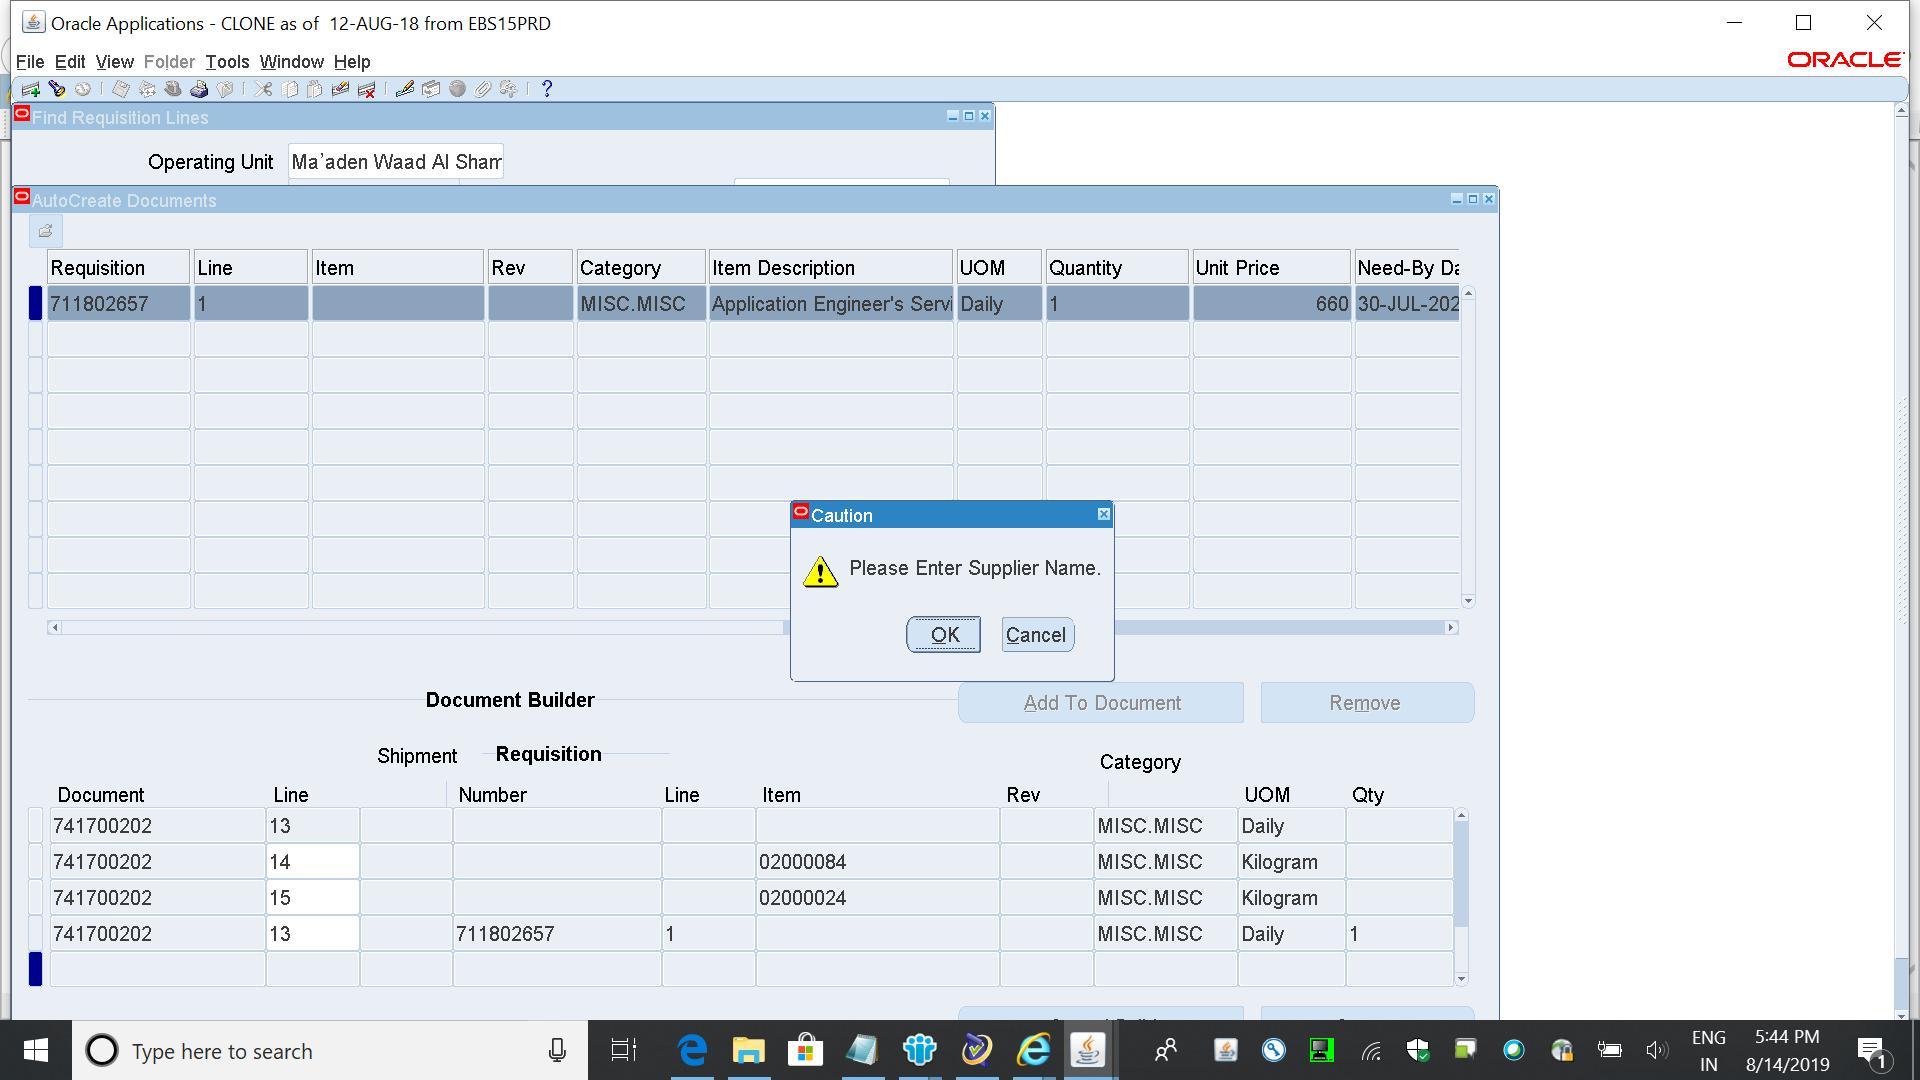 Oracle Applications - CLONE as of 12-AUG-18 from EBS15PRD
File Edit View Folder Tools Window Help
ORACLE
Find Requisition Lines
Operating Unit Ma'aden Waad Al Sham
AutoCreate Documents
Requisition Line Item Rev Category Item Description UOM Quantity Unit Price Need-By Da
711802657 1 MISC.MISC Application Engineer's Servi Daily 1 660 30-JUL-202
Caution
Please Enter Supplier Name.
OK Cancel
Document Builder Add To Document Remove
Shipment Requisition
Category
Document Line Number Line Item Rev UOM Qty
741700202 13 MISC.MISC Daily
741700202 14 02000084 MISC.MISC Kilogram
741700202 15 02000024 MISC.MISC Kilogram
741700202 13 711802657 1 MISC.MISC Daily 1
Type here to search
ENG
IN
5:44 PM
8/14/2019
1